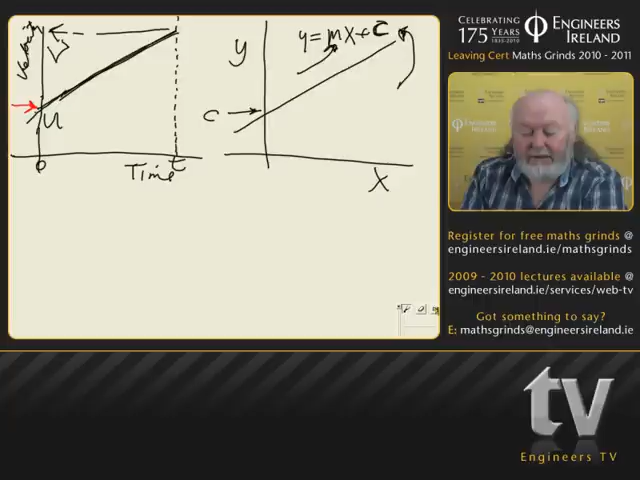 Velocity
V
U
0
Time
t
y
y = mx + c
c
X
CELEBRATING
175 YEARS
1835-2010
ENGINEERS
IRELAND
Leaving Cert Maths Grinds 2010 - 2011
Register for free maths grinds @
engineersireland.ie/mathsgrinds
2009 - 2010 lectures available @
engineersireland.ie/services/web-tv
Got something to say?
E: mathsgrinds@engineersireland.ie
tv
Engineers TV